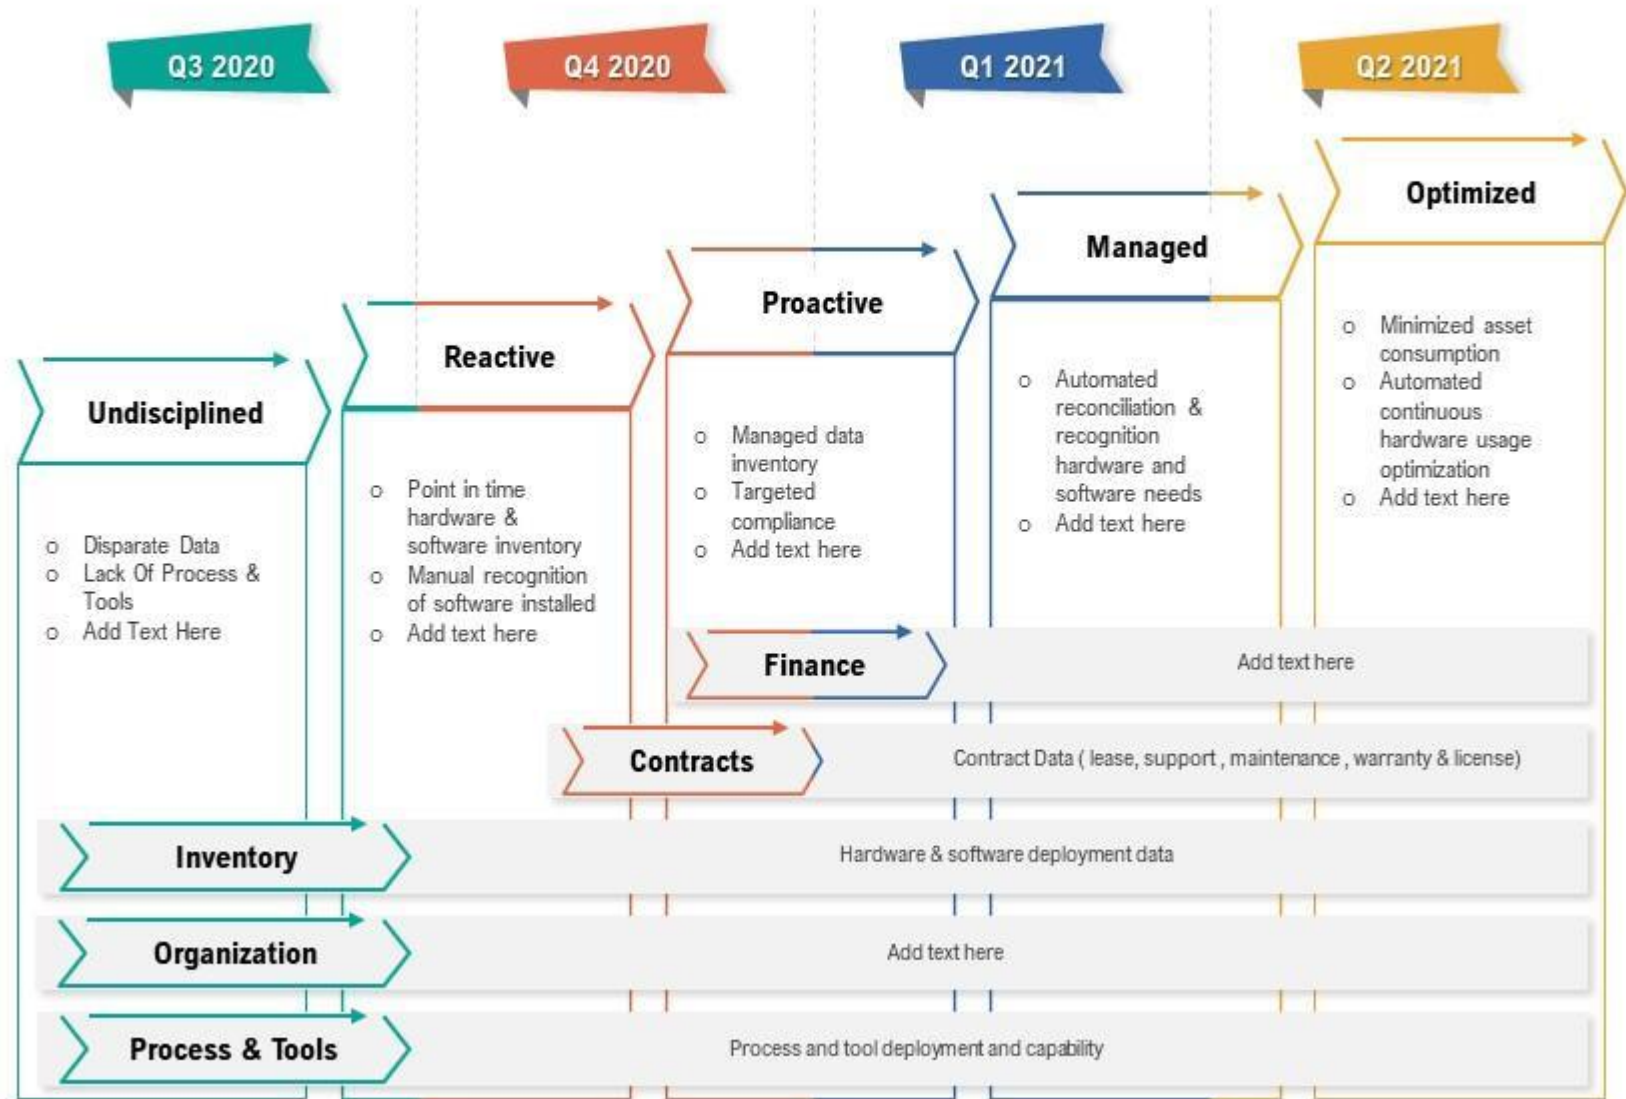 Q3 2020
Q4 2020
Q1 2021
Q2 2021
Undisciplined
o Disparate Data
o Lack Of Process &
Tools
o Add Text Here
Reactive
o Point in time
hardware &
software inventory
o Manual recognition
of software installed
o Add text here
Proactive
o Managed data
inventory
o Targeted
compliance
o Add text here
Managed
o Automated
reconciliation &
recognition
hardware and
software needs
o Add text here
Optimized
o Minimized asset
consumption
o Automated
continuous
hardware usage
optimization
o Add text here
Finance
Add text here
Contracts
Contract Data ( lease, support , maintenance , warranty & license)
Inventory
Hardware & software deployment data
Organization
Add text here
Process & Tools
Process and tool deployment and capability